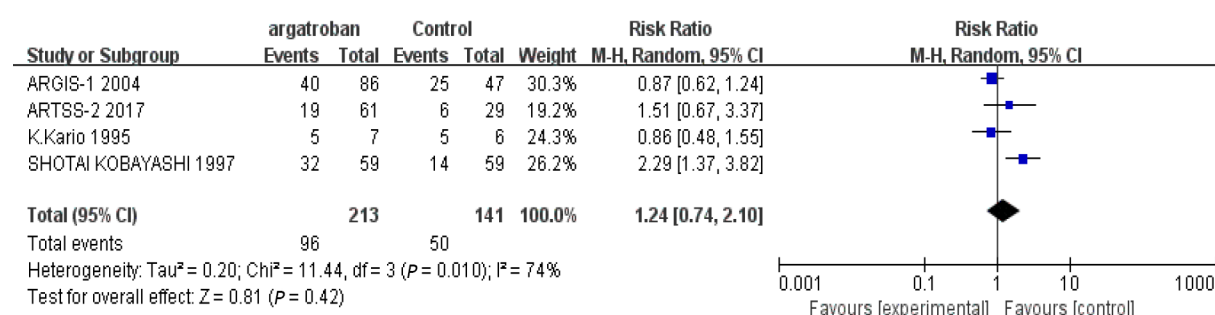 argatroban Control Risk Ratio Risk Ratio
Study or Subgroup Events Total Events Total Weight M-H, Random, 95% CI M-H, Random, 95% CI
ARGIS-1 2004 40 86 25 47 30.3% 0.87 [0.62, 1.24]
ARTSS-2 2017 19 61 6 29 19.2% 1.51 [0.67, 3.37]
K.Kario 1995 5 7 5 6 24.3% 0.86 [0.48, 1.55]
SHOTAI KOBAYASHI 1997 32 59 14 59 26.2% 2.29 [1.37, 3.82]
Total (95% CI) 213 141 100.0% 1.24 [0.74, 2.10]
Total events 96 50
Heterogeneity: Tau² = 0.20; Chi² = 11.44, df = 3 (P = 0.010); I² = 74%
Test for overall effect: Z = 0.81 (P = 0.42)
0.001 0.1 1 10 1000
Favours [experimental] Favours [control]